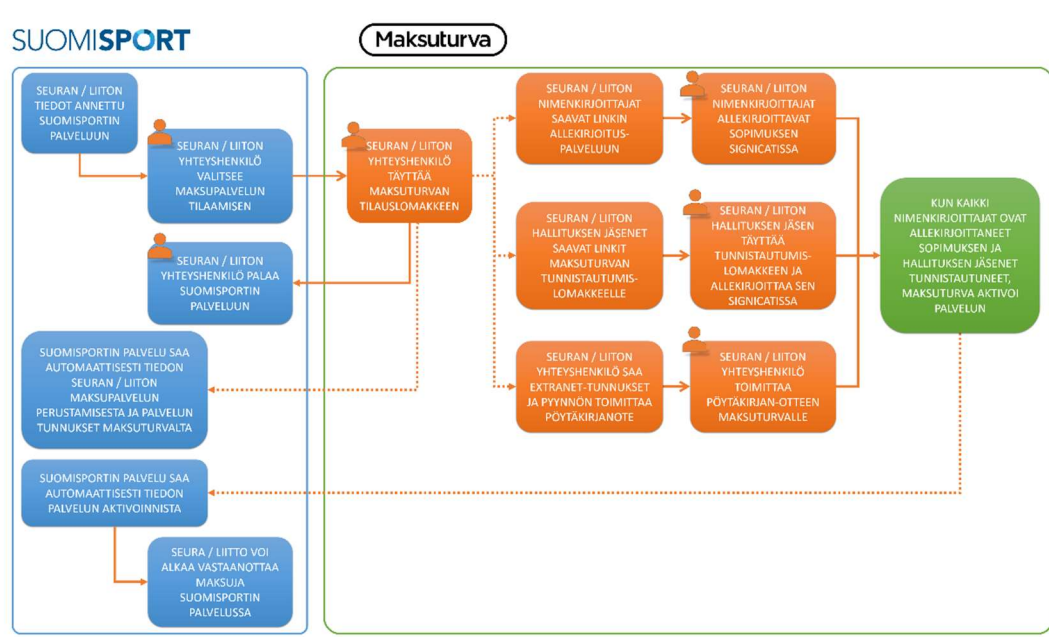 SUOMISPORT
Maksuturva
SEURAN / LIITON
TIEDOT ANNETTU
SUOMISPORTIN
PALVELUUN
SEURAN / LIITON
YHTEYSHENKILÖ
VALITSEE
MAKSUPALVELUN
TILAAMISEN
SEURAN / LIITON
YHTEYSHENKILÖ
TÄYTTÄÄ
MAKSUTURVAN
TILAUSLOMAKKEEN
SEURAN / LIITON
YHTEYSHENKILÖ PALAA
SUOMISPORTIN
PALVELUUN
SUOMISPORTIN PALVELU SAA
AUTOMAATTISESTI TIEDON
SEURAN / LIITON
MAKSUPALVELUN
PERUSTAMISESTA JA PALVELUN
TUNNUKSET MAKSUTURVALTA
SUOMISPORTIN PALVELU SAA
AUTOMAATTISESTI TIEDON
PALVELUN AKTIVOINNISTA
SEURA / LIITTO VOI
ALKAA VASTAANOTTAA
MAKSUJA
SUOMISPORTIN
PALVELUSSA
SEURAN / LIITON
NIMENKIRJOITTAJAT
SAAVAT LINKIN
ALLEKIRJOITUS-
PALVELUUN
SEURAN / LIITON
NIMENKIRJOITTAJAT
ALLEKIRJOITTAVAT
SOPIMUKSEN
SIGNICATISSA
SEURAN / LIITON
HALLITUKSEN JÄSENET
SAAVAT LINKIT
MAKSUTURVAN
TUNNISTAUTUMIS-
LOMAKKEELLE
SEURAN / LIITON
HALLITUKSEN JÄSEN
TÄYTTÄÄ
TUNNISTAUTUMIS-
LOMAKKEEN JA
ALLEKIRJOITTAA SEN
SIGNICATISSA
SEURAN / LIITON
YHTEYSHENKILÖ SAA
EXTRANET-TUNNUKSET
JA PYYNNÖN TOIMITTAA
PÖYTÄKIRJANOTE
SEURAN / LIITON
YHTEYSHENKILÖ
TOIMITTAA
PÖYTÄKIRJAN-OTTEEN
MAKSUTURVALLE
KUN KAIKKI
NIMENKIRJOITTAJAT OVAT
ALLEKIRJOITTANEET
SOPIMUKSEN JA
HALLITUKSEN JÄSENET
TUNNISTAUTUNEET,
MAKSUTURVA AKTIVOI
PALVELUN